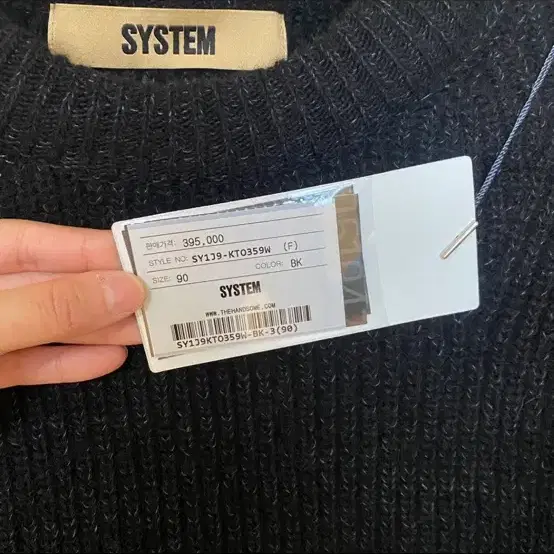 SYSTEM
판매가격: 395,000
STYLE NO: SY1J9-KTO359W (F)
SIZE: 90 COLOR: BK
SYSTEM
WWW.THEHANDSOME.COM
SY1J9KTO359W-BK-3(90)